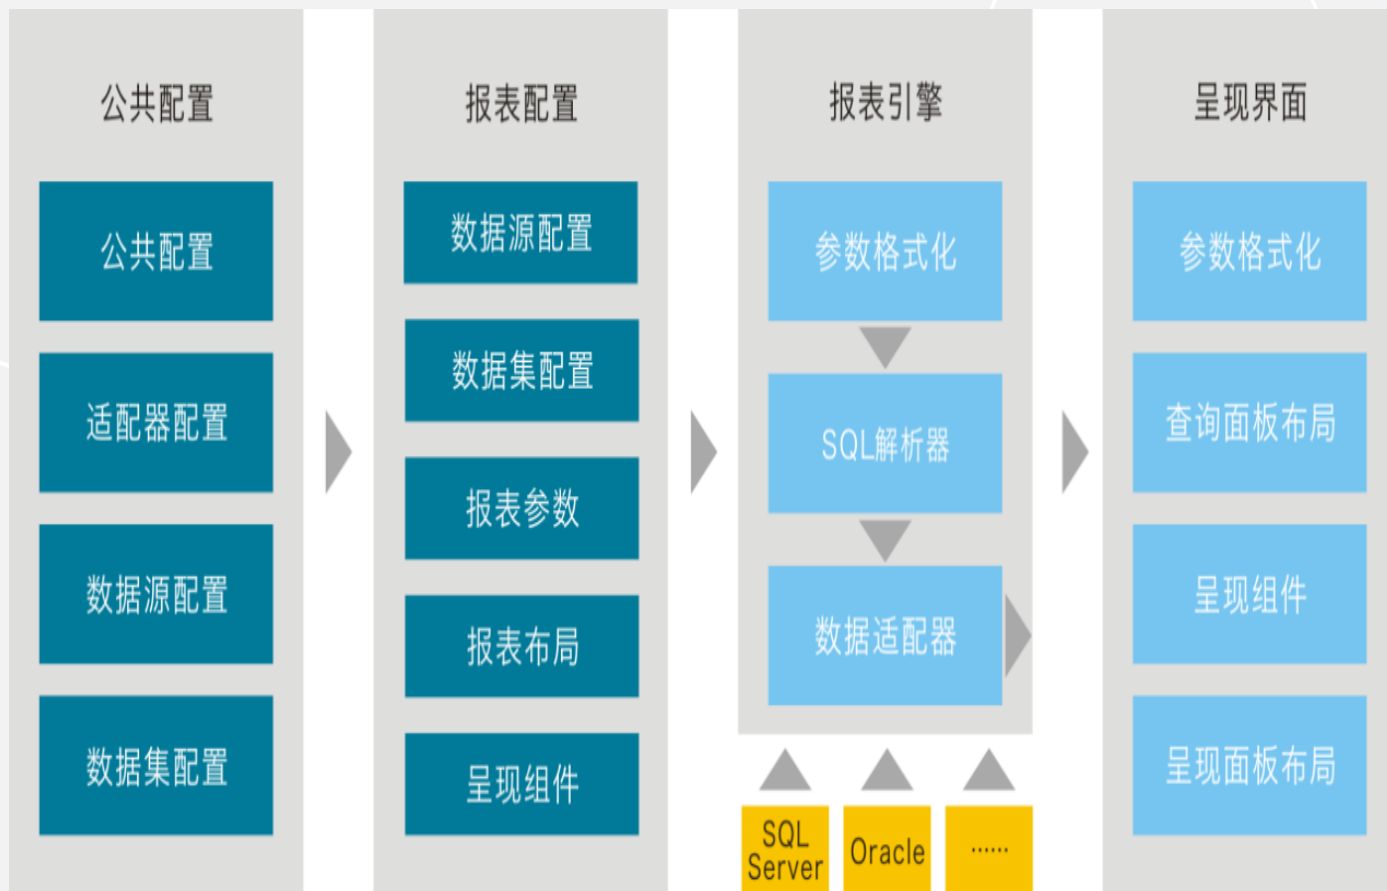 公共配置
公共配置
适配器配置
数据源配置
数据集配置
报表配置
数据源配置
数据集配置
报表参数
报表布局
呈现组件
报表引擎
参数格式化
SQL解析器
数据适配器
SQL
Server
Oracle
······
呈现界面
参数格式化
查询面板布局
呈现组件
呈现面板布局